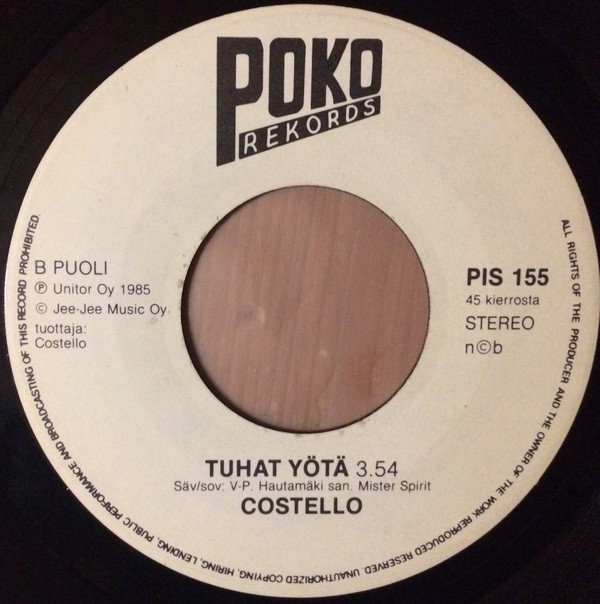 POKO
REKORDS
B PUOLI
Ⓟ Unitor Oy 1985
© Jee-Jee Music Oy
tuottaja:
Costello
PIS 155
45 kierrosta
STEREO
n©b
TUHAT YÖTÄ 3.54
Säv/sov: V-P. Hautamäki san. Mister Spirit
COSTELLO
ALL RIGHTS OF THE PRODUCER AND THE OWNER OF THE WORK REPRODUCED RESERVED. UNAUTHORIZED COPYING, HIRING, LENDING, PUBLIC PERFORMANCE AND BROADCASTING OF THIS RECORD PROHIBITED.